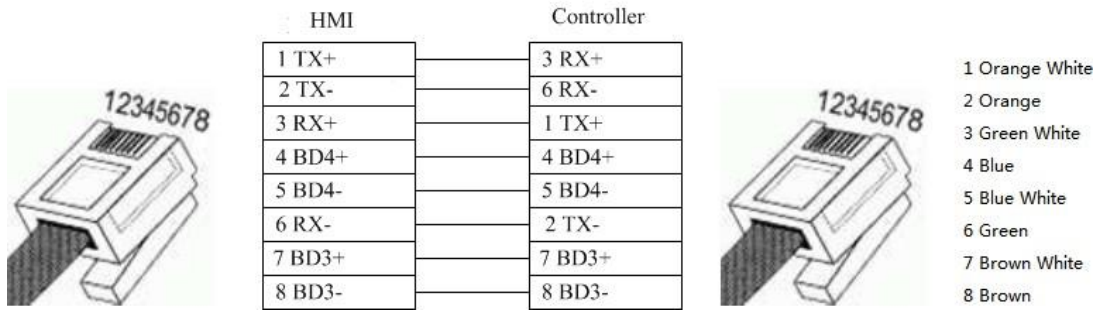 HMI
Controller
1 TX+
3 RX+
2 TX-
6 RX-
3 RX+
1 TX+
4 BD4+
4 BD4+
5 BD4-
5 BD4-
6 RX-
2 TX-
7 BD3+
7 BD3+
8 BD3-
8 BD3-
12345678
12345678
1 Orange White
2 Orange
3 Green White
4 Blue
5 Blue White
6 Green
7 Brown White
8 Brown